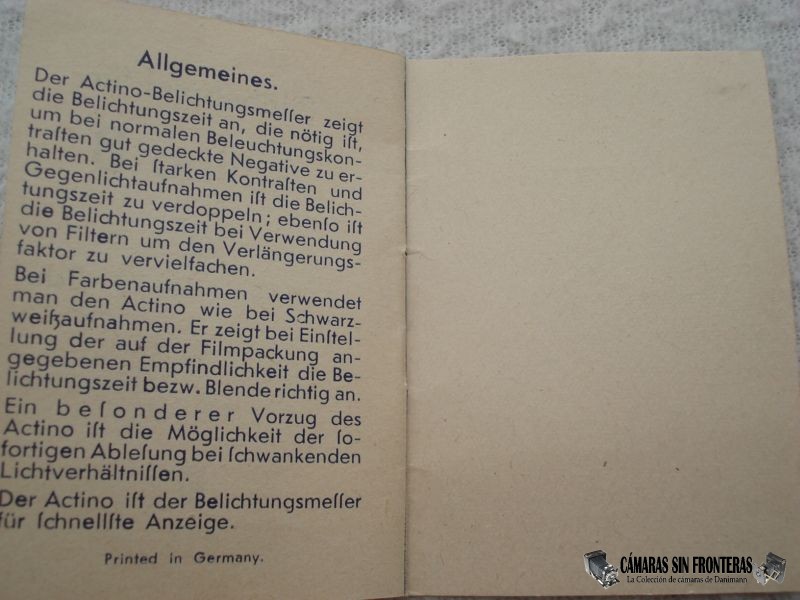 Allgemeines.
Der Actino-Belichtungsmeſſer zeigt
die Belichtungszeit an, die nötig iſt,
um bei normalen Beleuchtungskon-
traſten gut gedeckte Negative zu er-
halten. Bei ſtarken Kontraſten und
Gegenlichtaufnahmen iſt die Belich-
tungszeit zu verdoppeln; ebenſo iſt
die Belichtungszeit bei Verwendung
von Filtern um den Verlängerungs-
faktor zu vervielfachen.
Bei Farbenaufnahmen verwendet
man den Actino wie bei Schwarz-
weißaufnahmen. Er zeigt bei Einſtel-
lung der auf der Filmpackung an-
gegebenen Empfindlichkeit die Be-
lichtungszeit bezw. Blende richtig an.
Ein beſonderer Vorzug des
Actino iſt die Möglichkeit der ſo-
fortigen Ableſung bei ſchwankenden
Lichtverhältniſſen.
Der Actino iſt der Belichtungsmeſſer
für ſchnellſte Anzeige.
Printed in Germany.
CÁMARAS SIN FRONTERAS
La Colección de cámaras de Danimann